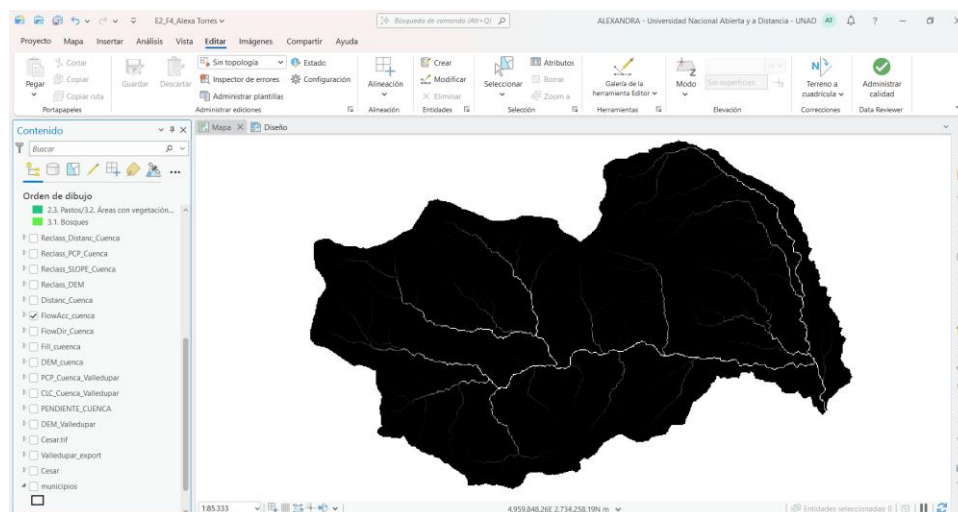 E2_F4_Alexa Torres
Búsqueda de comando (Alt+Q)
ALEXANDRA - Universidad Nacional Abierta y a Distancia - UNAD
AT
?
Proyecto Mapa Insertar Análisis Vista Editar Imágenes Compartir Ayuda
Pegar
Cortar
Copiar
Copiar ruta
Portapapeles
Guardar
Descartar
Sin topología
Inspector de errores
Administrar plantillas
Estado
Configuración
Administrar ediciones
Alineación
Alineación
Crear
Modificar
Eliminar
Entidades
Seleccionar
Atributos
Borrar
Zoom a
Selección
Galería de la
herramienta Editor
Herramientas
Modo
Sin superficies
Elevación
Terreno a
cuadrícula
Correcciones
Administrar
calidad
Data Reviewer
Contenido
Buscar
Orden de dibujo
2.3. Pastos/3.2. Áreas con vegetación...
3.1. Bosques
Reclass_Distanc_Cuenca
Reclass_PCP_Cuenca
Reclass_SLOPE_Cuenca
Reclass_DEM
Distanc_Cuenca
FlowAcc_cuenca
FlowDir_Cuenca
Fill_cueenca
DEM_cuenca
PCP_Cuenca_Valledupar
CLC_Cuenca_Valledupar
PENDIENTE_CUENCA
DEM_Valledupar
Cesar.tif
Valledupar_export
Cesar
municipios
Mapa
Diseño
1:85.333
4.959.848,26E 2.734.258,19N m
Entidades seleccionadas: 0